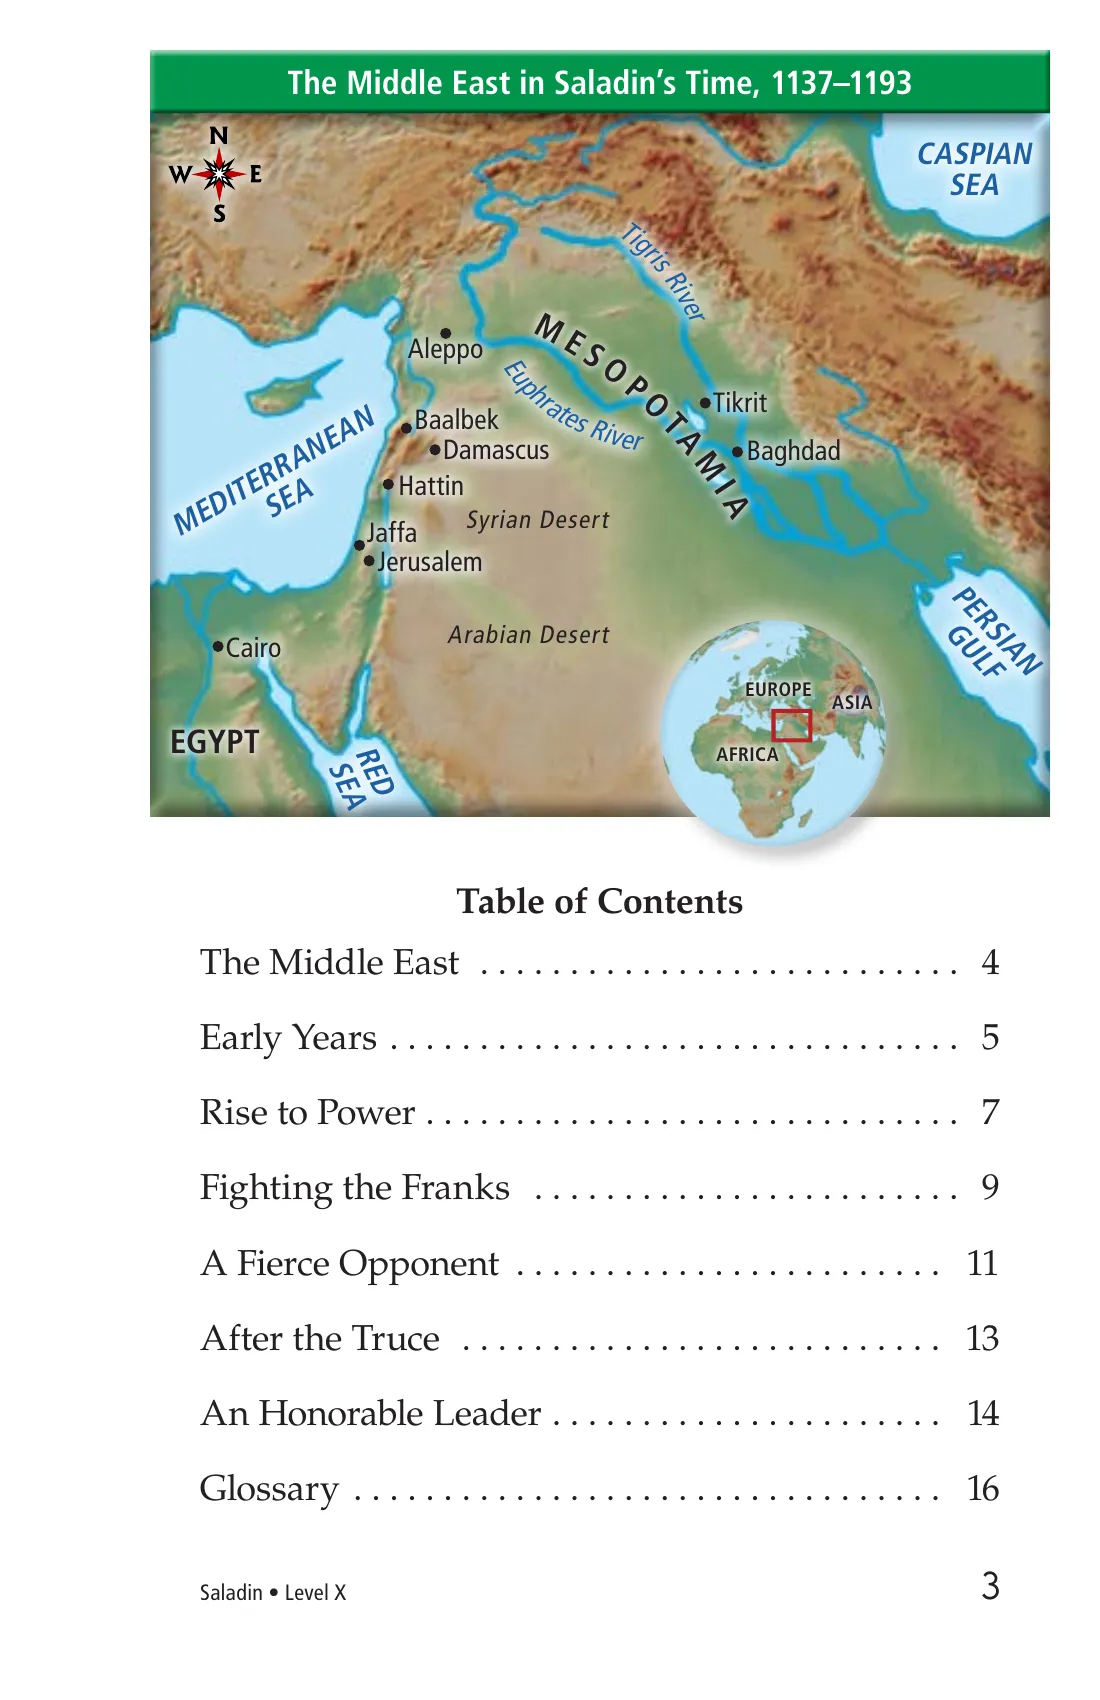 The Middle East in Saladin’s Time, 1137–1193
N
W E
S
CASPIAN
SEA
Tigris River
MESOPOTAMIA
Aleppo
Euphrates River
Tikrit
Baalbek
Baghdad
Damascus
MEDITERRANEAN
SEA
Hattin
Syrian Desert
Jaffa
Jerusalem
PERSIAN
GULF
Arabian Desert
Cairo
EUROPE
ASIA
AFRICA
EGYPT
RED
SEA
Table of Contents
The Middle East . . . . . . . . . . . . . . . . . . . . . . . . . . . 4
Early Years . . . . . . . . . . . . . . . . . . . . . . . . . . . . . . . . 5
Rise to Power . . . . . . . . . . . . . . . . . . . . . . . . . . . . . . 7
Fighting the Franks . . . . . . . . . . . . . . . . . . . . . . . . 9
A Fierce Opponent . . . . . . . . . . . . . . . . . . . . . . . . 11
After the Truce . . . . . . . . . . . . . . . . . . . . . . . . . . . 13
An Honorable Leader . . . . . . . . . . . . . . . . . . . . . . 14
Glossary . . . . . . . . . . . . . . . . . . . . . . . . . . . . . . . . . 16
Saladin • Level X
3